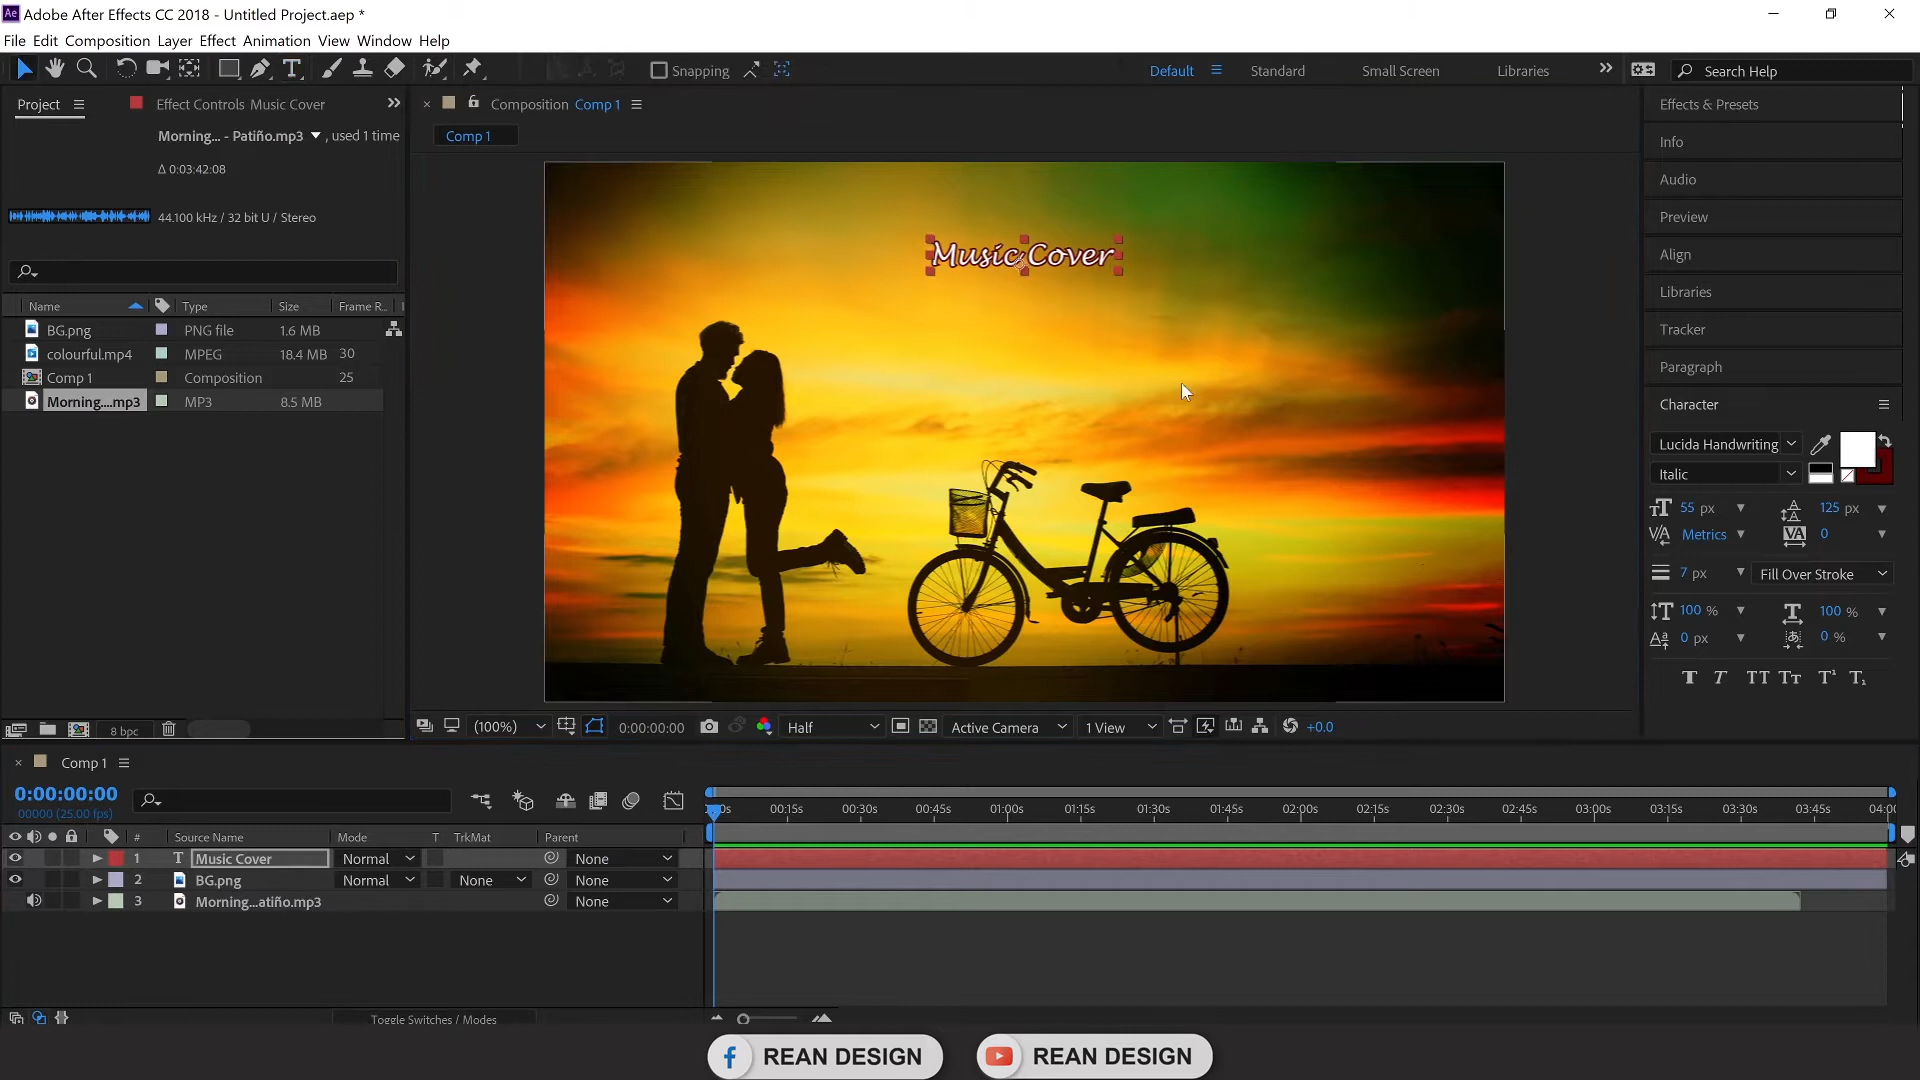 Adobe After Effects CC 2018 - Untitled Project.aep *
File Edit Composition Layer Effect Animation View Window Help
Snapping
Default
Standard
Small Screen
Libraries
Search Help
Project
Effect Controls Music Cover
Morning... - Patiño.mp3 , used 1 time
Δ 0:03:42:08
44.100 kHz / 32 bit U / Stereo
Name Type Size Frame R...
BG.png PNG file 1.6 MB
colourful.mp4 MPEG 18.4 MB 30
Comp 1 Composition 25
Morning....mp3 MP3 8.5 MB
8 bpc
Composition Comp 1
Comp 1
Music Cover
(100%) 0:00:00:00 Half Active Camera 1 View +0.0
Effects & Presets
Info
Audio
Preview
Align
Libraries
Tracker
Paragraph
Character
Lucida Handwriting
Italic
55 px 125 px
Metrics 0
7 px Fill Over Stroke
100 % 100 %
0 px 0 %
Comp 1
0:00:00:00
00000 (25.00 fps)
# Source Name Mode T TrkMat Parent
1 Music Cover Normal None
2 BG.png Normal None None
3 Morning...atiño.mp3 None
00:15s 00:30s 00:45s 01:00s 01:15s 01:30s 01:45s 02:00s 02:15s 02:30s 02:45s 03:00s 03:15s 03:30s 03:45s 04:00
Toggle Switches / Modes
REAN DESIGN
REAN DESIGN